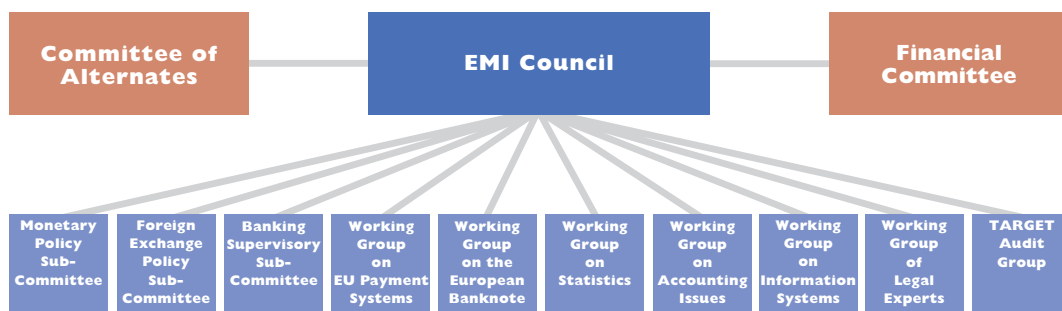 Committee of
Alternates
EMI Council
Financial
Committee
Monetary
Policy
Sub-
Committee
Foreign
Exchange
Policy
Sub-
Committee
Banking
Supervisory
Sub-
Committee
Working
Group
on
EU Payment
Systems
Working
Group
on the
European
Banknote
Working
Group
on
Statistics
Working
Group
on
Accounting
Issues
Working
Group
on
Information
Systems
Working
Group
of
Legal
Experts
TARGET
Audit
Group